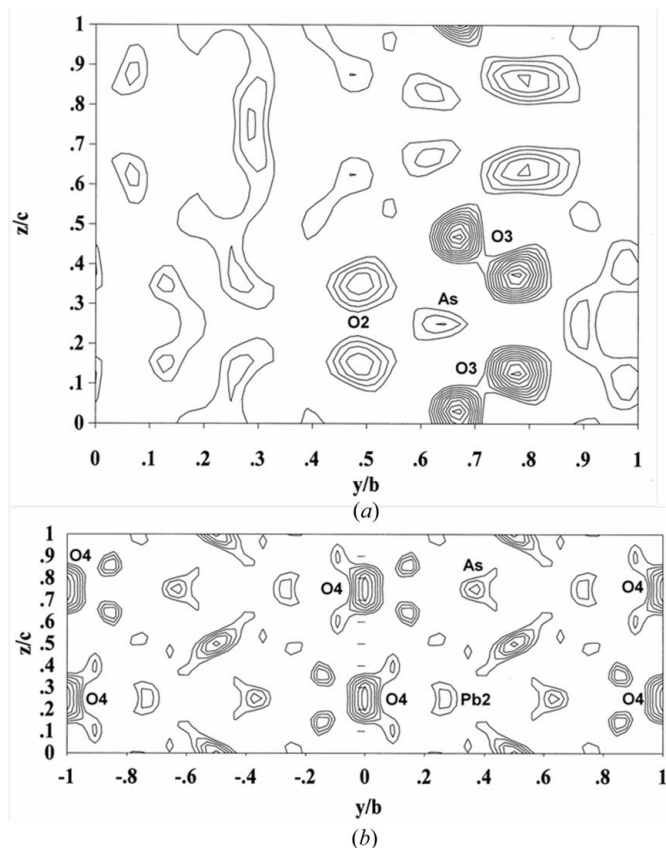 1
.9
.8
.7
.6
.5
.4
.3
.2
.1
0
z/c
O3
As
O2
O3
0 .1 .2 .3 .4 .5 .6 .7 .8 .9 1
y/b
(a)
1
.9
.8
.7
.6
.5
.4
.3
.2
.1
0
z/c
O4 As
O4 O4
O4 O4 Pb2 O4
-1 -.8 -.6 -.4 -.2 0 .2 .4 .6 .8 1
y/b
(b)